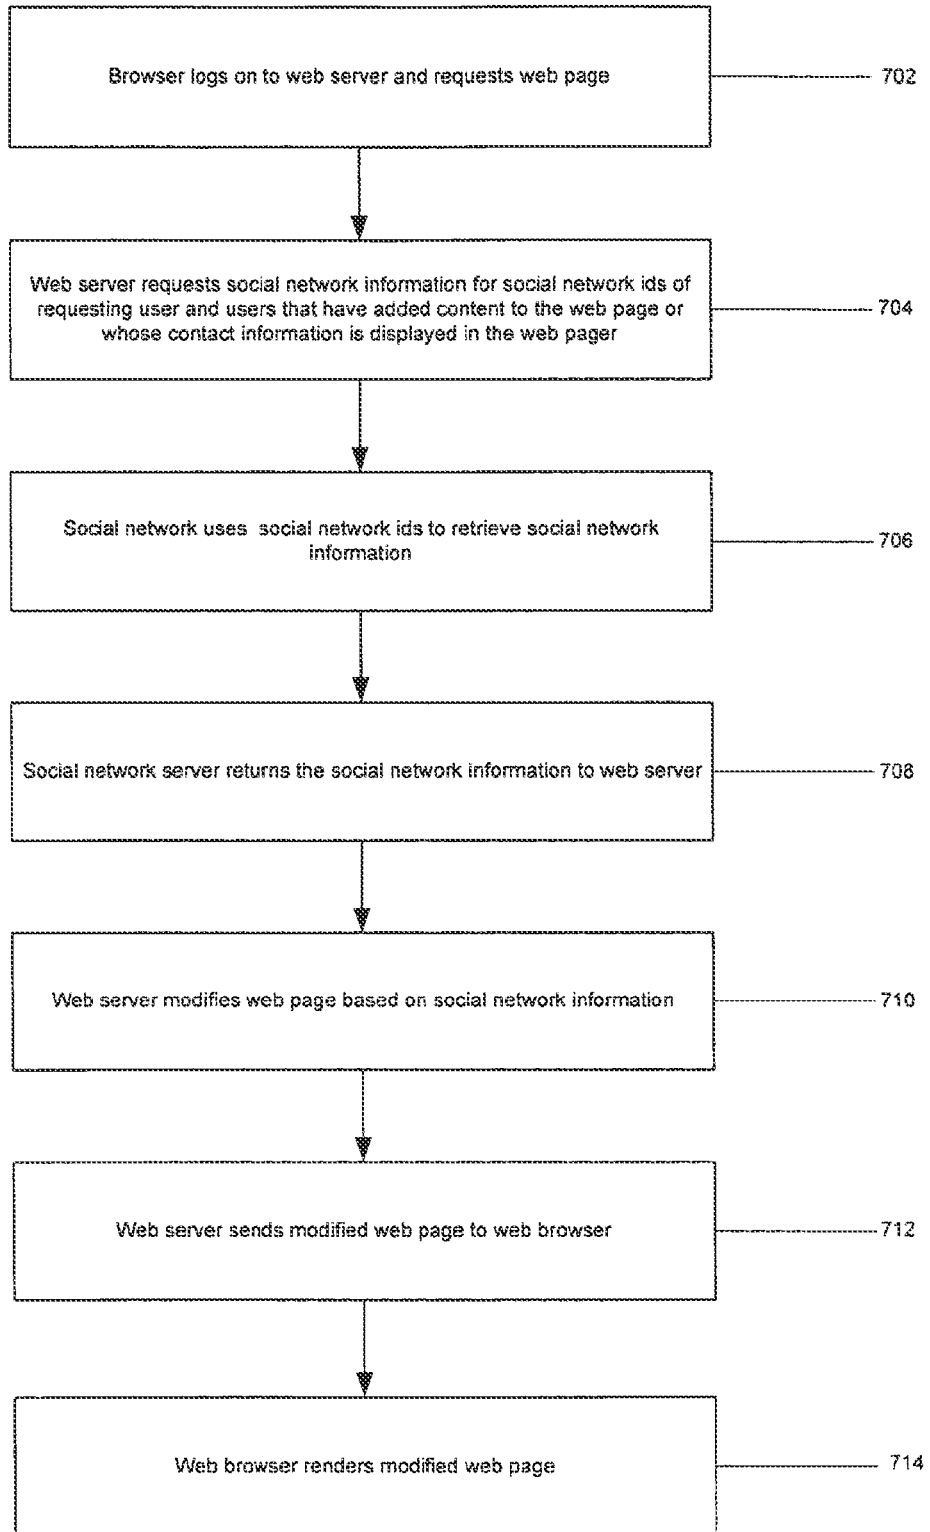 Browser logs on to web server and requests web page
702
Web server requests social network information for social network ids of
requesting user and users that have added content to the web page or
whose contact information is displayed in the web pager
704
Social network uses social network ids to retrieve social network
information
706
Social network server returns the social network information to web server
708
Web server modifies web page based on social network information
710
Web server sends modified web page to web browser
712
Web browser renders modified web page
714